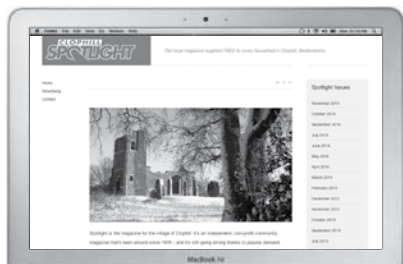 CLOPHILL
SPOTLIGHT
The local magazine supplied FREE to every household in Clophill, Bedfordshire.
Home
Advertising
Contact
Spotlight Issues
November 2014
October 2014
September 2014
July 2014
June 2014
May 2014
April 2014
March 2014
February 2014
December 2013
November 2013
October 2013
September 2013
July 2013
Spotlight is the magazine for the village of Clophill. It's an independent, non-profit community
magazine that's been around since 1976 - and it's still going strong thanks to popular demand.
MacBook Air